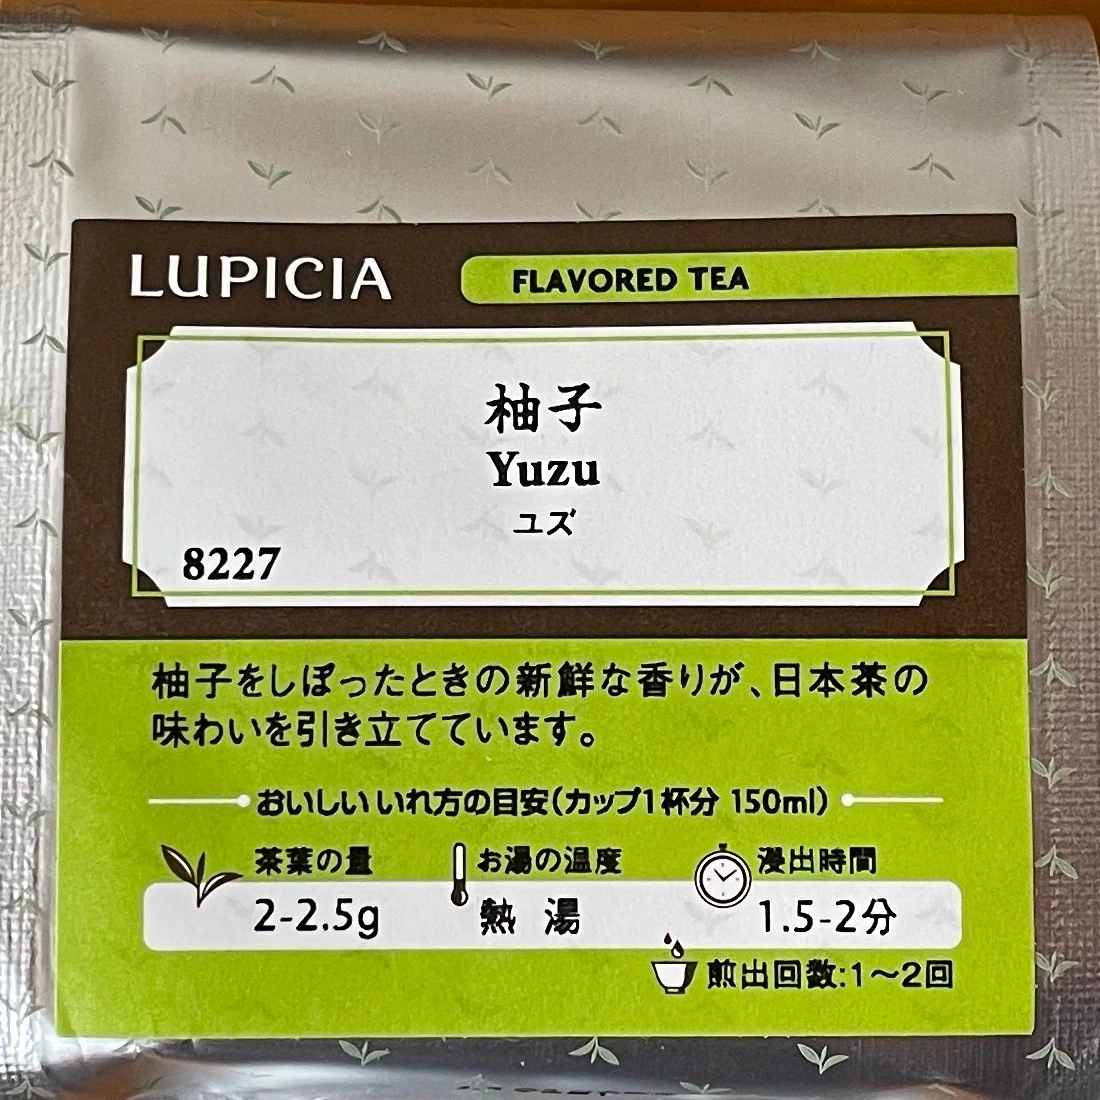 LUPICIA
FLAVORED TEA
柚子
Yuzu
ユズ
8227
柚子をしぼったときの新鮮な香りが、日本茶の
味わいを引き立てています。
おいしいいれ方の目安(カップ1杯分 150ml)
茶葉の量 お湯の温度 浸出時間
2-2.5g 熱 湯 1.5-2分
煎出回数:1〜2回